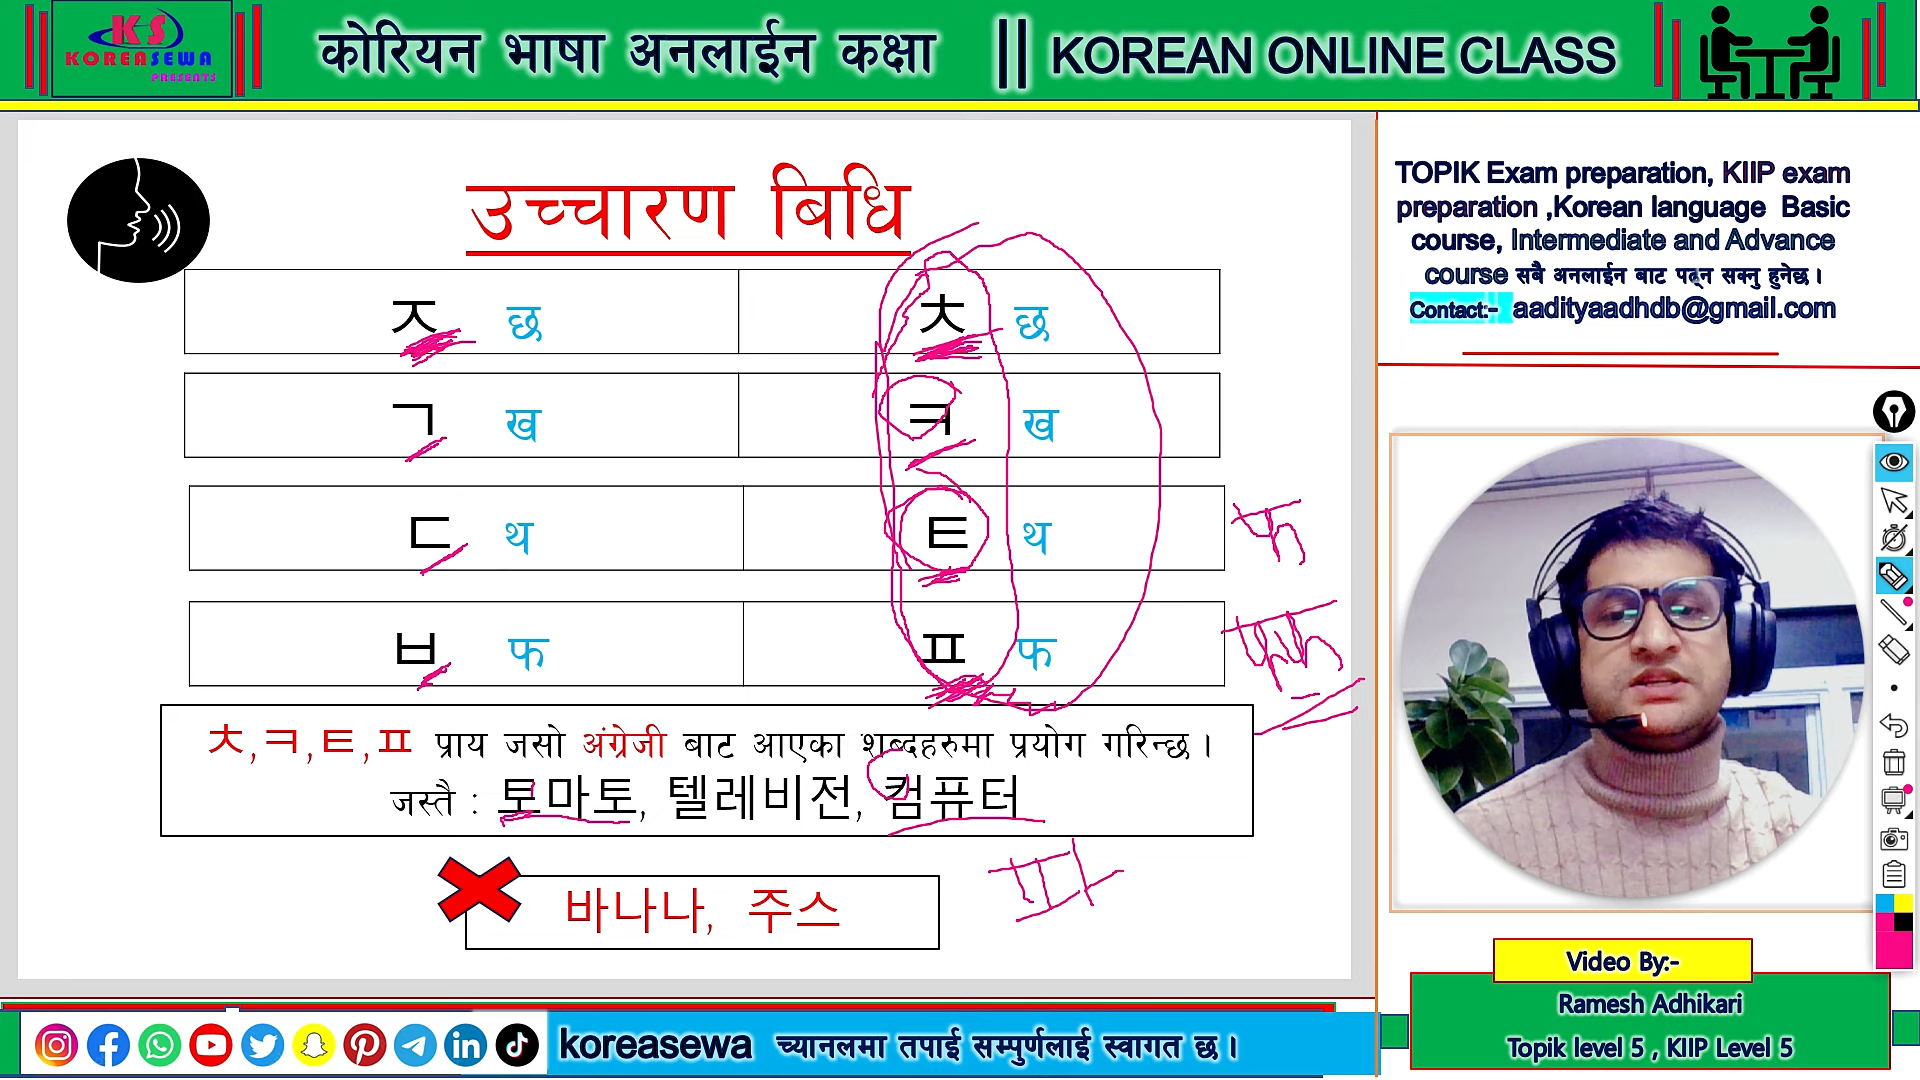 KS
KOREASEWA
PRESENTS
कोरियन भाषा अनलाईन कक्षा || KOREAN ONLINE CLASS
उच्चारण बिधि
ㅈ छ ㅊ छ
ㄱ ख ㅋ ख
ㄷ थ ㅌ थ
फ
ㅂ फ ㅍ फ
ㅊ,ㅋ,ㅌ,ㅍ प्राय जसो अंग्रेजी बाट आएका शब्दहरुमा प्रयोग गरिन्छ ।
जस्तै : 토마토, 텔레비전, 컴퓨터
ㅍ
바나나, 주스
TOPIK Exam preparation, KIIP exam
preparation ,Korean language Basic
course, Intermediate and Advance
course सबै अनलाईन बाट पढ्न सक्नु हुनेछ ।
Contact:- aadityaadhdb@gmail.com
Video By:-
Ramesh Adhikari
Topik level 5 , KIIP Level 5
koreasewa च्यानलमा तपाई सम्पुर्णलाई स्वागत छ ।